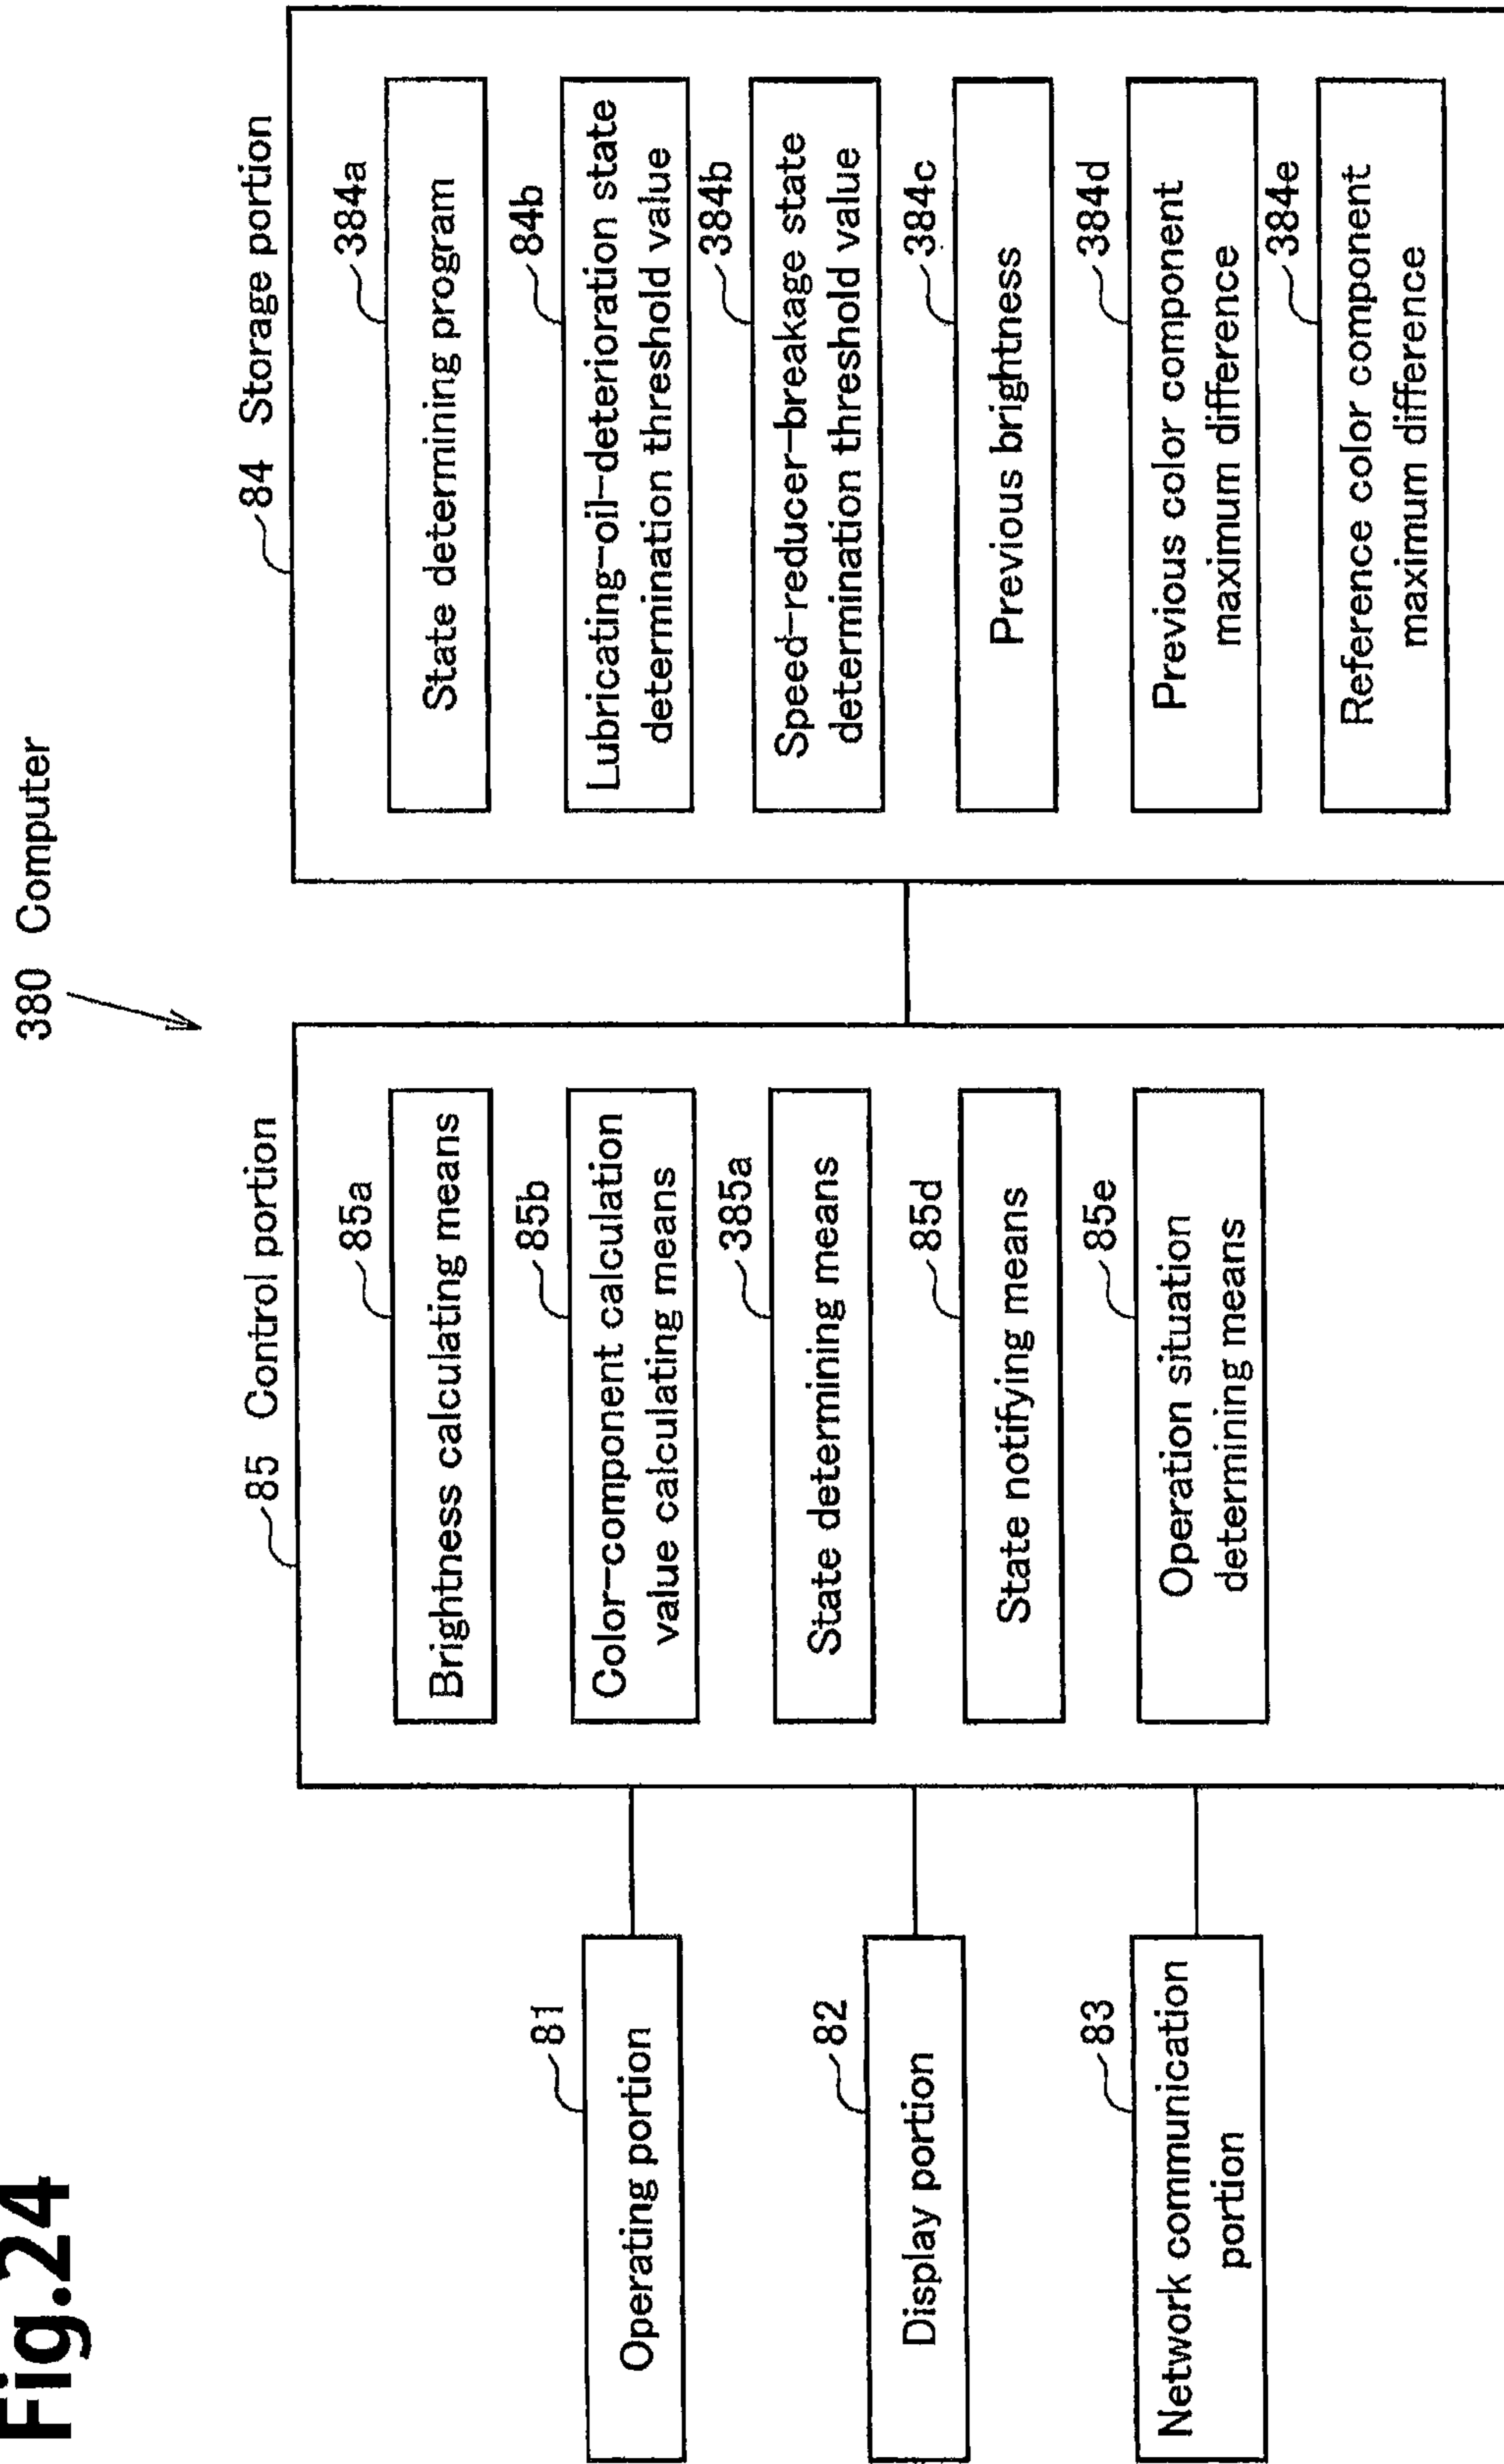 Fig.24
380 Computer
81
Operating portion
82
Display portion
83
Network communication
portion
85 Control portion
85a
Brightness calculating means
85b
Color-component calculation
value calculating means
385a
State determining means
85d
State notifying means
85e
Operation situation
determining means
84 Storage portion
384a
State determining program
84b
Lubricating-oil-deterioration state
determination threshold value
384b
Speed-reducer-breakage state
determination threshold value
384c
Previous brightness
384d
Previous color component
maximum difference
384e
Reference color component
maximum difference